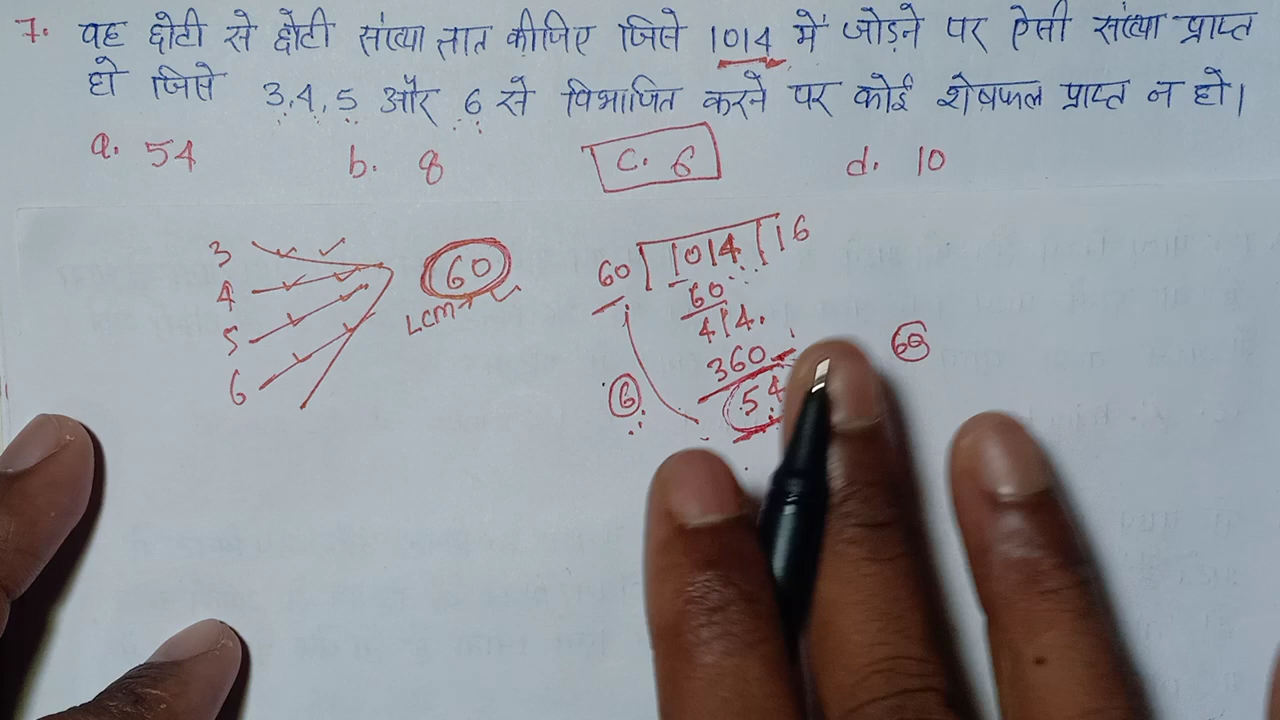 7. वह छोटी से छोटी संख्या ज्ञात कीजिए जिसे 1014 में जोड़ने पर ऐसी संख्या प्राप्त
हो जिसे 3,4,5 और 6 से विभाजित करने पर कोई शेषफल प्राप्त न हो।
a. 54 b. 8 c. 6 d. 10
3
4
5
6
60
LCM
60 1014 16
60
414
360
54
6
60